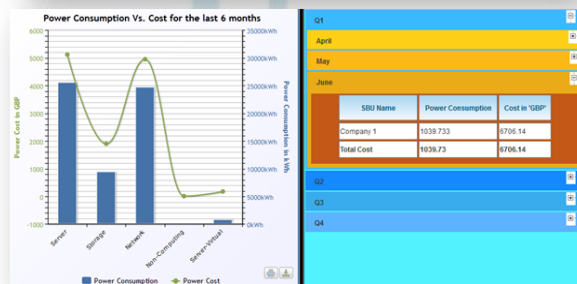 Power Consumption Vs. Cost for the last 6 months
Power Cost in GBP
6000
5000
4000
3000
2000
1000
0
-1000
35000kWh
30000kWh
25000kWh
20000kWh
15000kWh
10000kWh
5000kWh
0kWh
Power Consumption in kWh
Server
Storage
Network
Non-Computing
Server-Virtual
Power Consumption Power Cost
Q1
April
May
June
SBU Name Power Consumption Cost in 'GBP'
Company 1 1039.733 6706.14
Total Cost 1039.73 6706.14
Q2
Q3
Q4